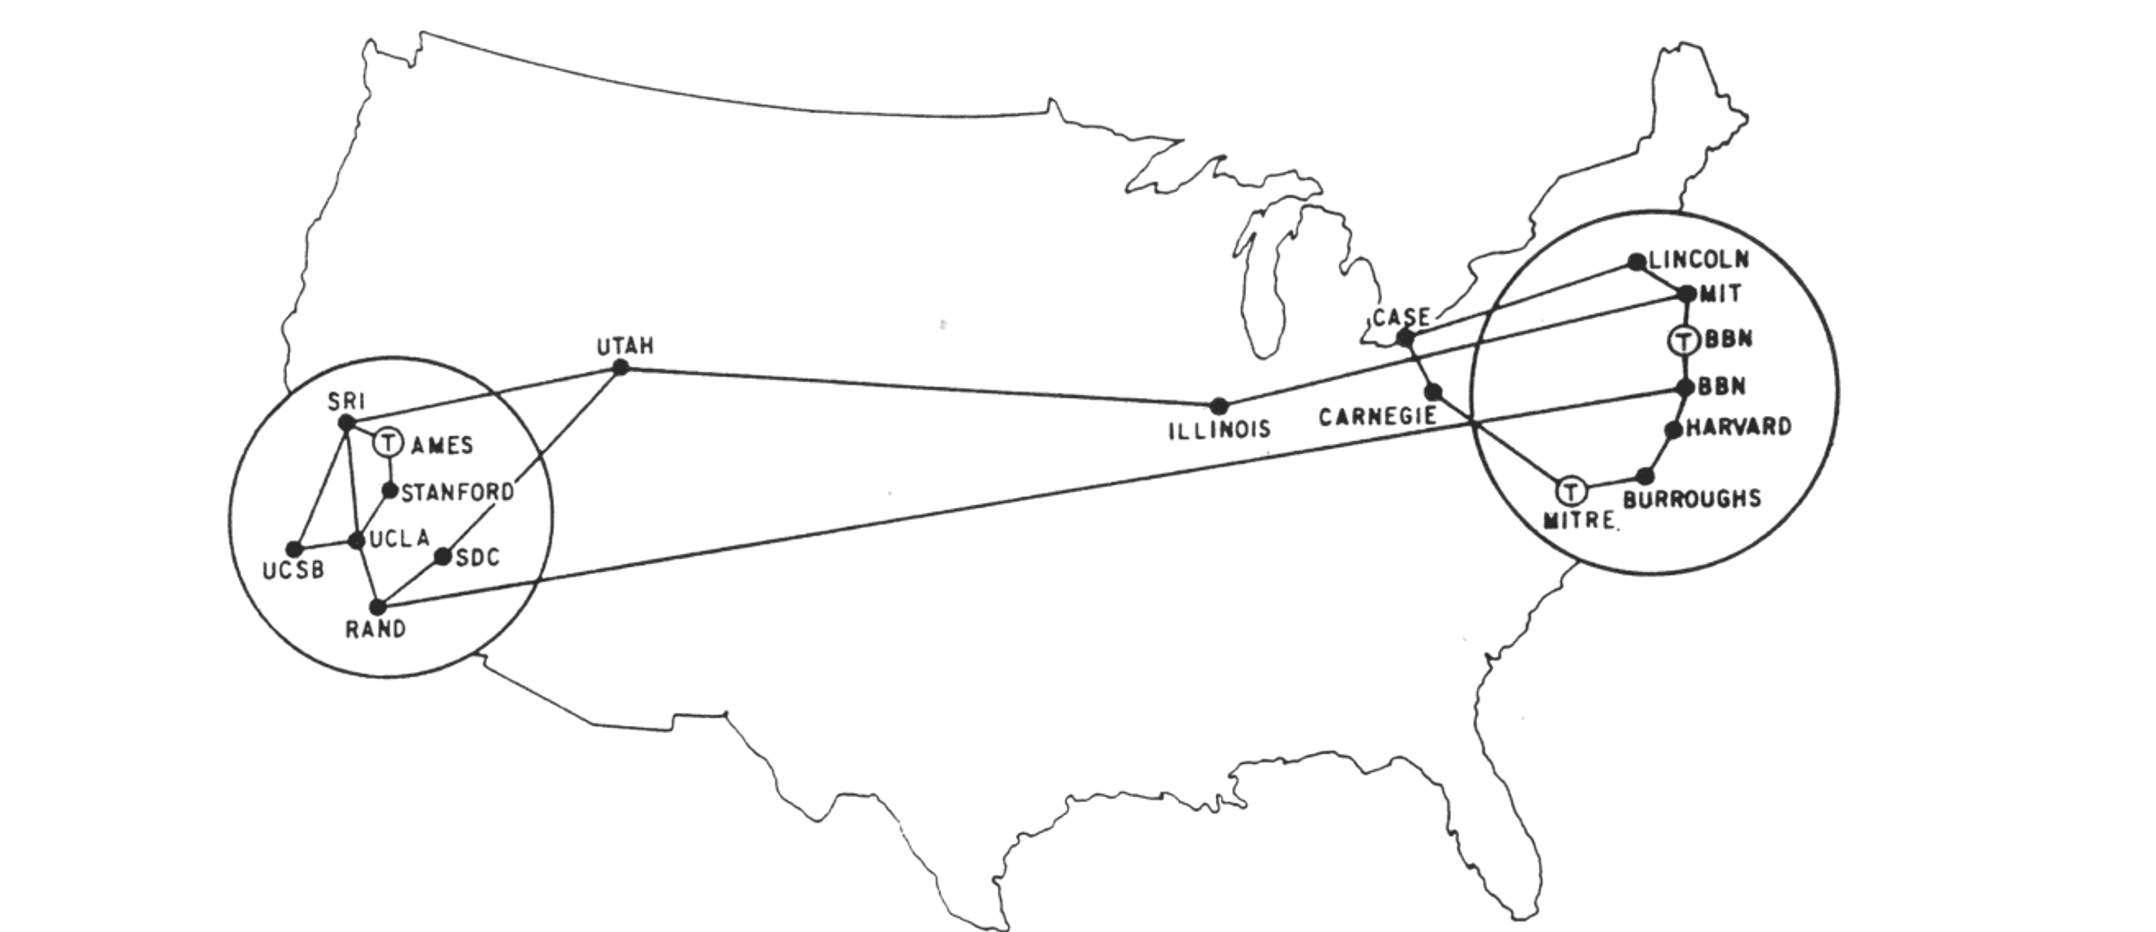 LINCOLN
MIT
T BBN
CASE
UTAH
BBN
SRI
ILLINOIS
CARNEGIE
HARVARD
T AMES
STANFORD
T
BURROUGHS
MITRE.
UCLA
SDC
UCSB
RAND